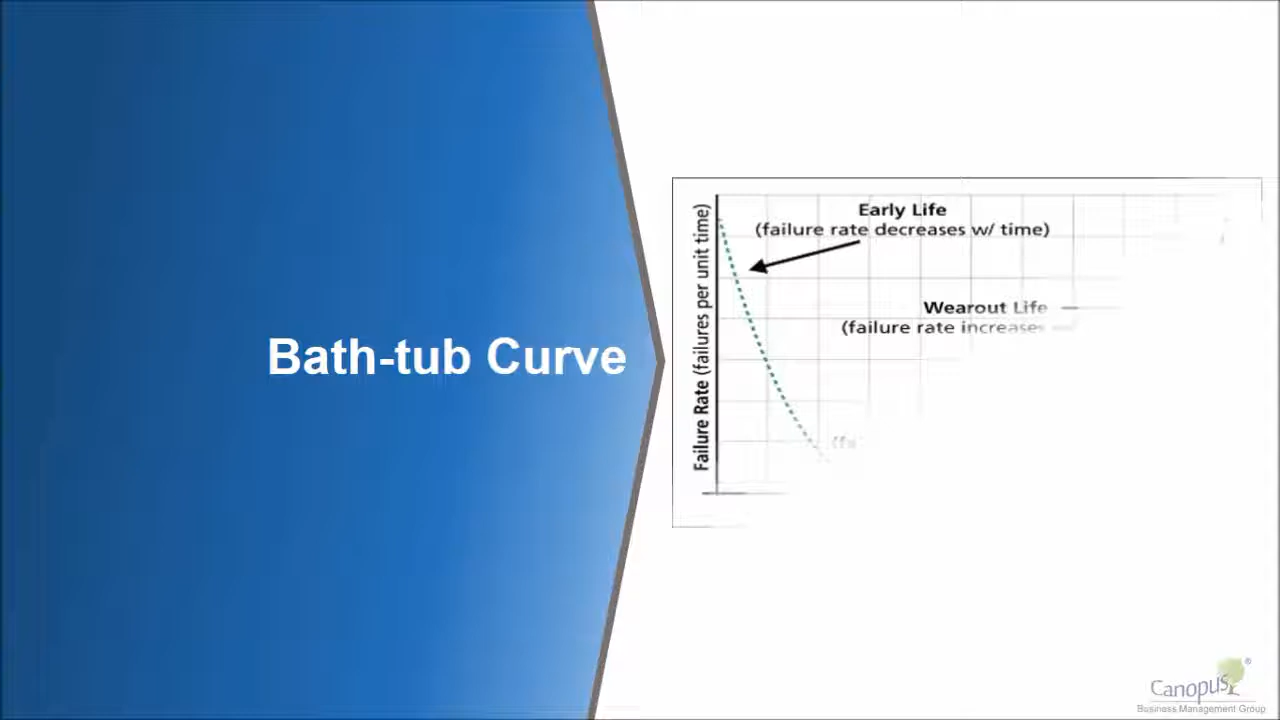 Bath-tub Curve
Failure Rate (failures per unit time)
Early Life
(failure rate decreases w/ time)
Wearout Life
(failure rate increase
Canopus®
Business Management Group